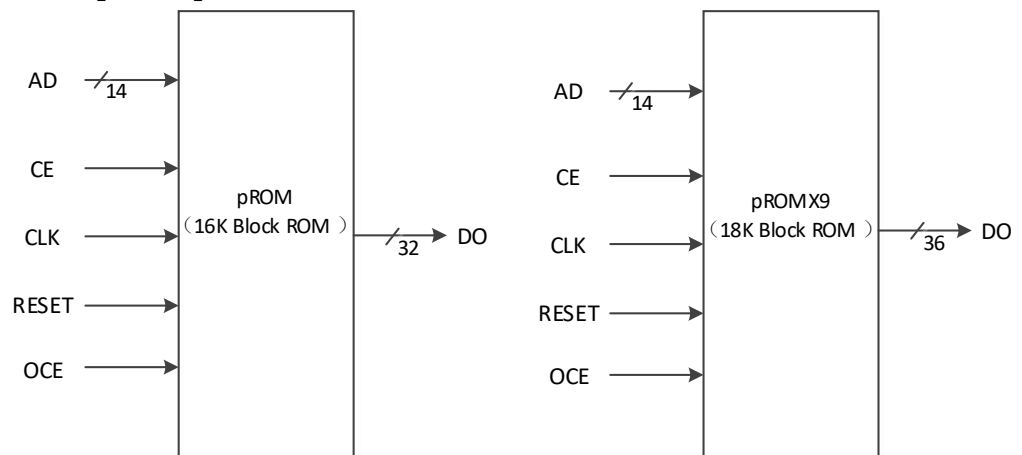 AD
14
CE
CLK
RESET
OCE
pROM
（16K Block ROM ）
32
DO
AD
14
CE
CLK
RESET
OCE
pROMX9
（18K Block ROM ）
36
DO